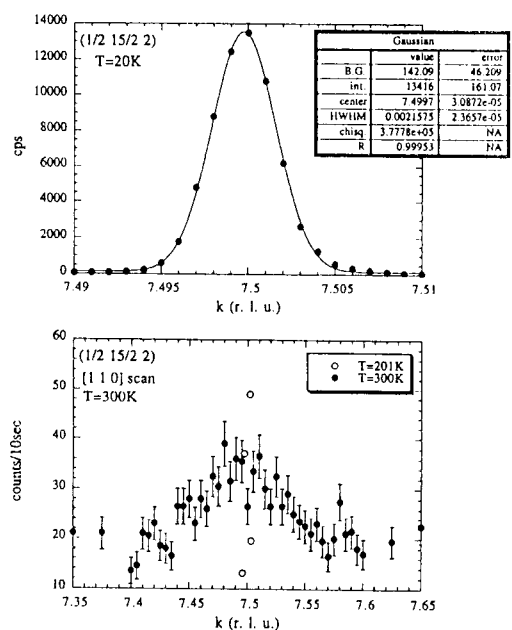 14000
12000
10000
8000
6000
4000
2000
0
cps
(1/2 15/2 2)
T=20K
Gaussian
value error
B.G. 142.09 46.209
int. 13416 161.07
center 7.4997 3.0872e-05
HWHM 0.0021575 2.3657e-05
chisq 3.7778e+05 NA
R 0.99953 NA
7.49 7.495 7.5 7.505 7.51
k (r. l. u.)
60
50
40
30
20
10
counts/10sec
(1/2 15/2 2)
[1 1 0] scan
T=300K
T=201K
T=300K
7.35 7.4 7.45 7.5 7.55 7.6 7.65
k (r. l. u.)